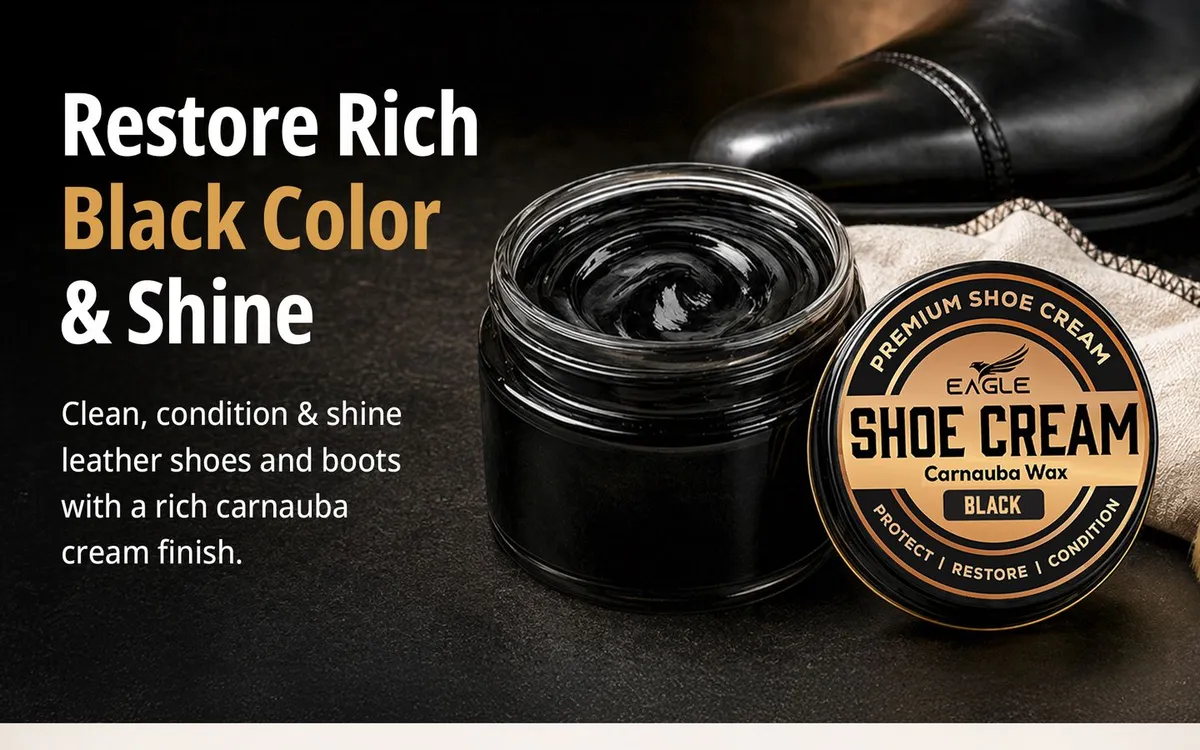 Restore Rich
Black Color
& Shine
Clean, condition & shine
leather shoes and boots
with a rich carnauba
cream finish.
PREMIUM SHOE CREAM
EAGLE
SHOE CREAM
Carnauba Wax
BLACK
PROTECT | RESTORE | CONDITION